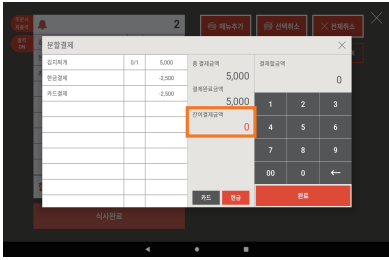 2
메뉴추가
선택취소
전체취소
분할결제
김치찌개 0/1 5,000
현금결제 -2,500
카드결제 -2,500
총 결제금액
5,000
결제완료금액
5,000
잔여결제금액
0
결제할금액
0
1 2 3
4 5 6
7 8 9
00 0 ←
카드 현금 완료
식사완료